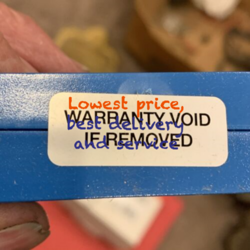 Lowest price,
WARRANTY VOID
best delivery
IF REMOVED
and service